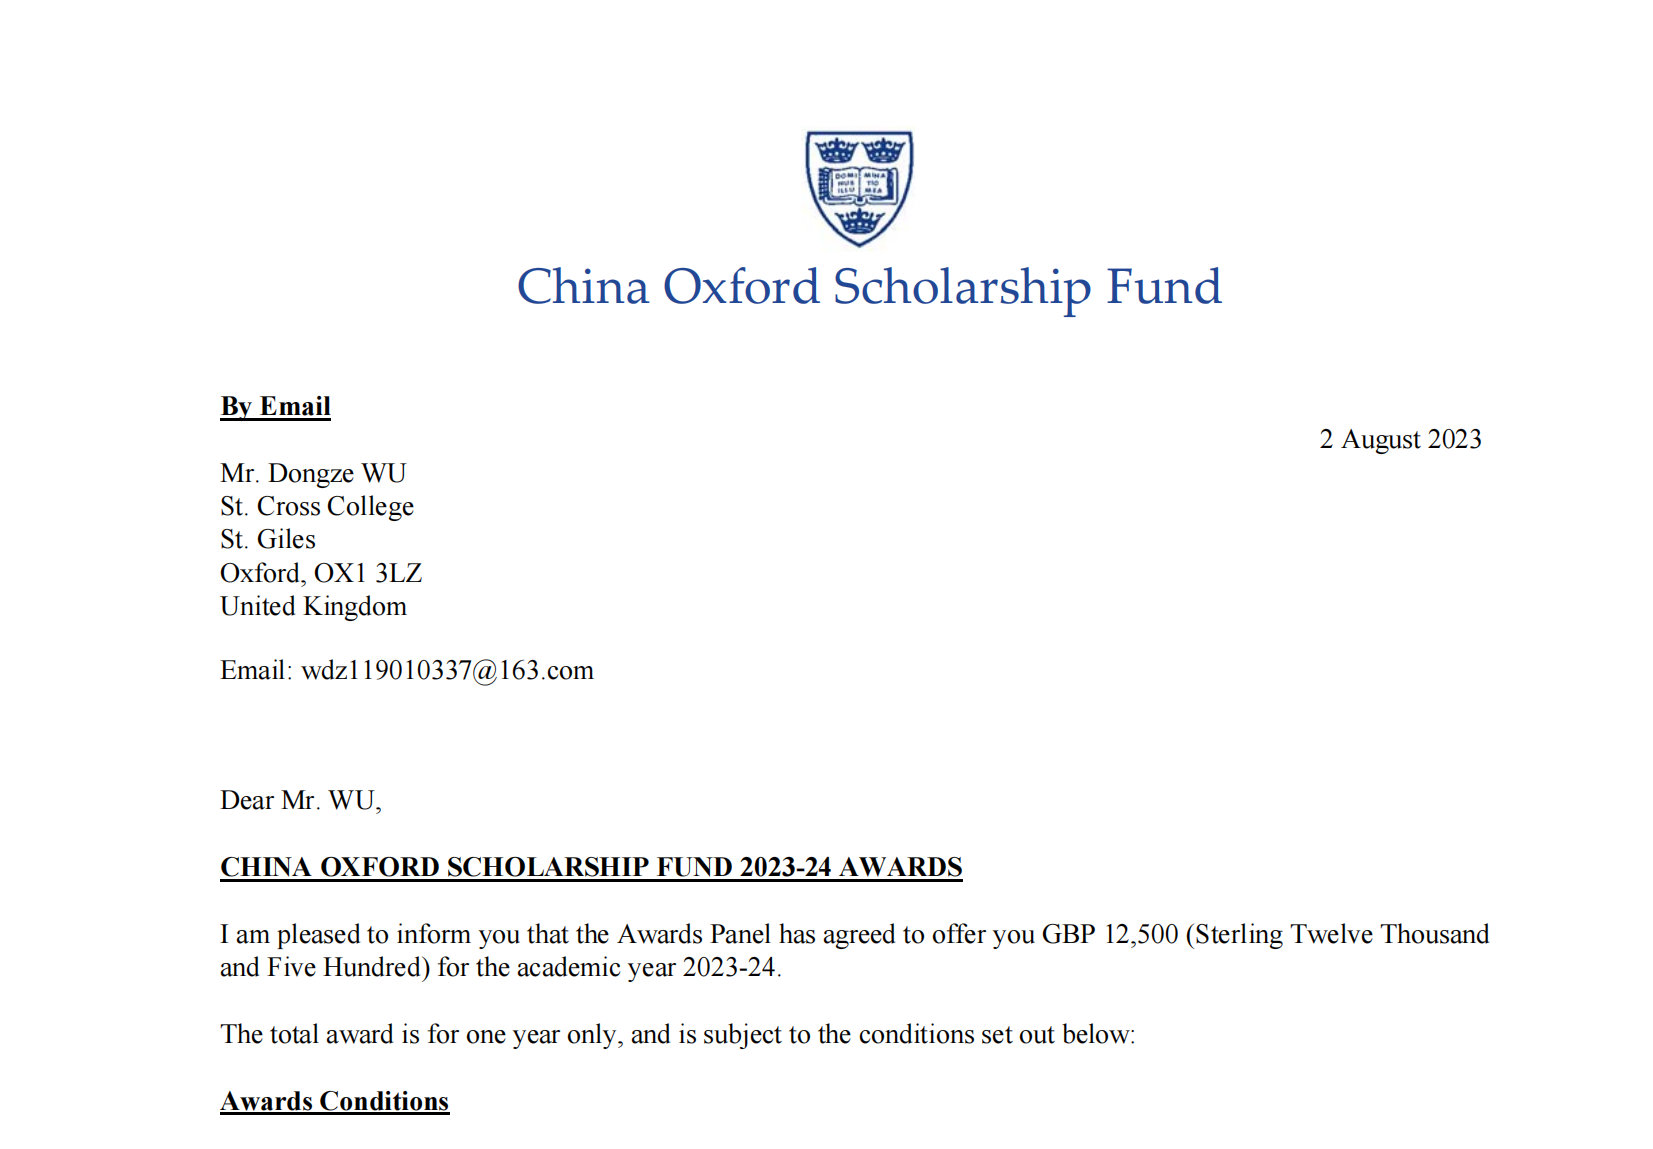 DOMI MINA
NUS TIO
ILLU MEA
China Oxford Scholarship Fund
By Email
2 August 2023
Mr. Dongze WU
St. Cross College
St. Giles
Oxford, OX1 3LZ
United Kingdom
Email: wdz119010337@163.com
Dear Mr. WU,
CHINA OXFORD SCHOLARSHIP FUND 2023-24 AWARDS
I am pleased to inform you that the Awards Panel has agreed to offer you GBP 12,500 (Sterling Twelve Thousand
and Five Hundred) for the academic year 2023-24.
The total award is for one year only, and is subject to the conditions set out below:
Awards Conditions